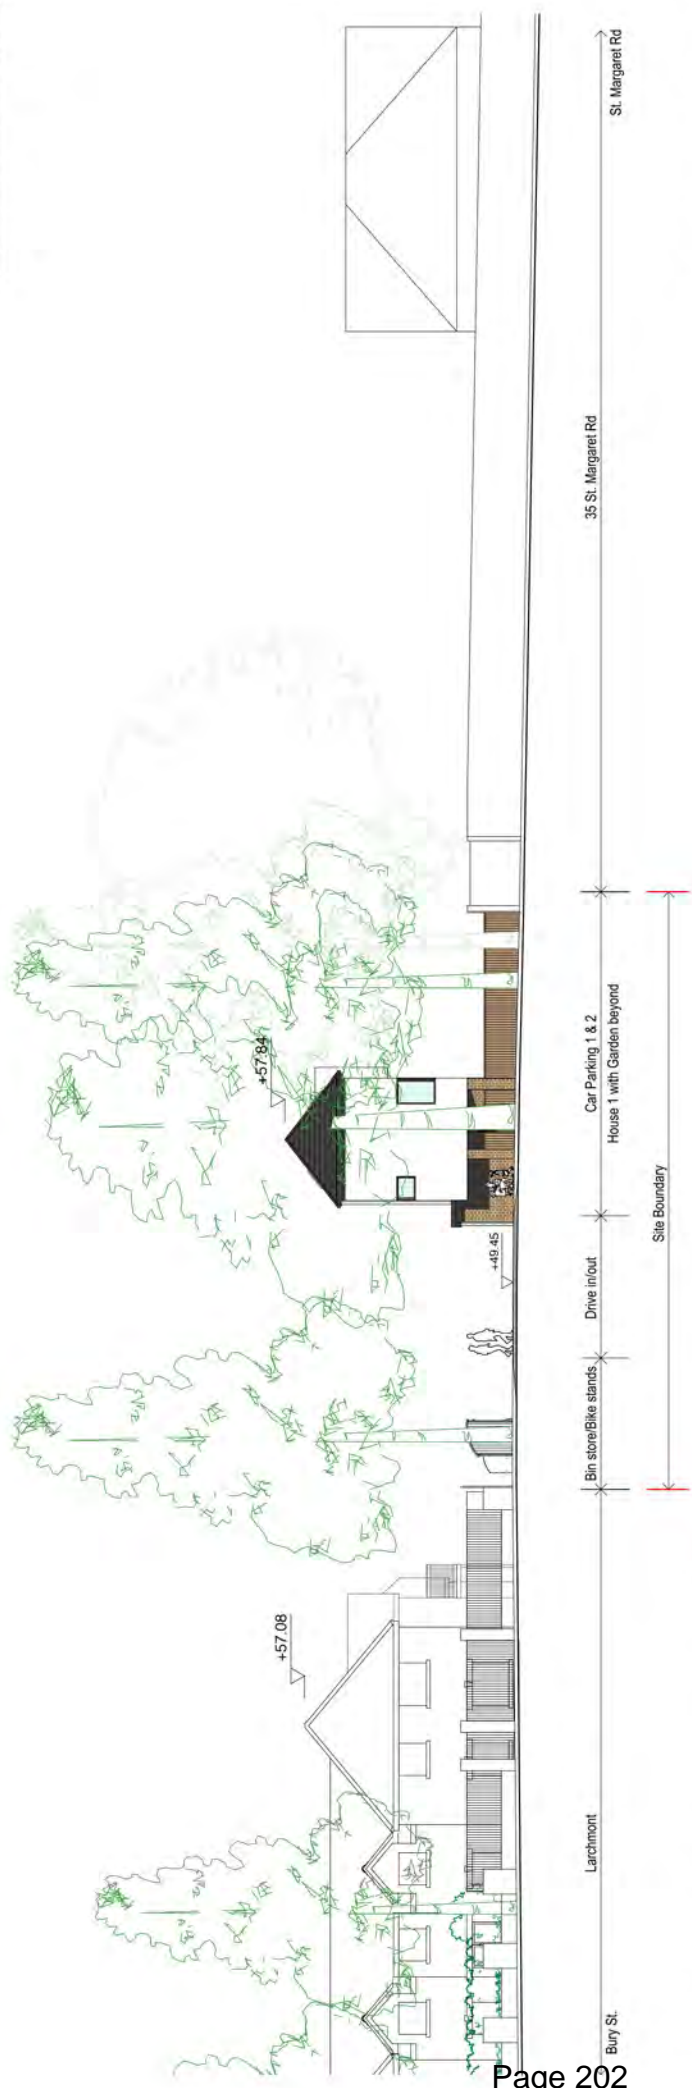 +57.08
+57.84
+49.45
Bury St.
Larchmont
Bin store/Bike stands
Drive in/out
Car Parking 1 & 2
House 1 with Garden beyond
35 St. Margaret Rd
St. Margaret Rd
Site Boundary
Page 202